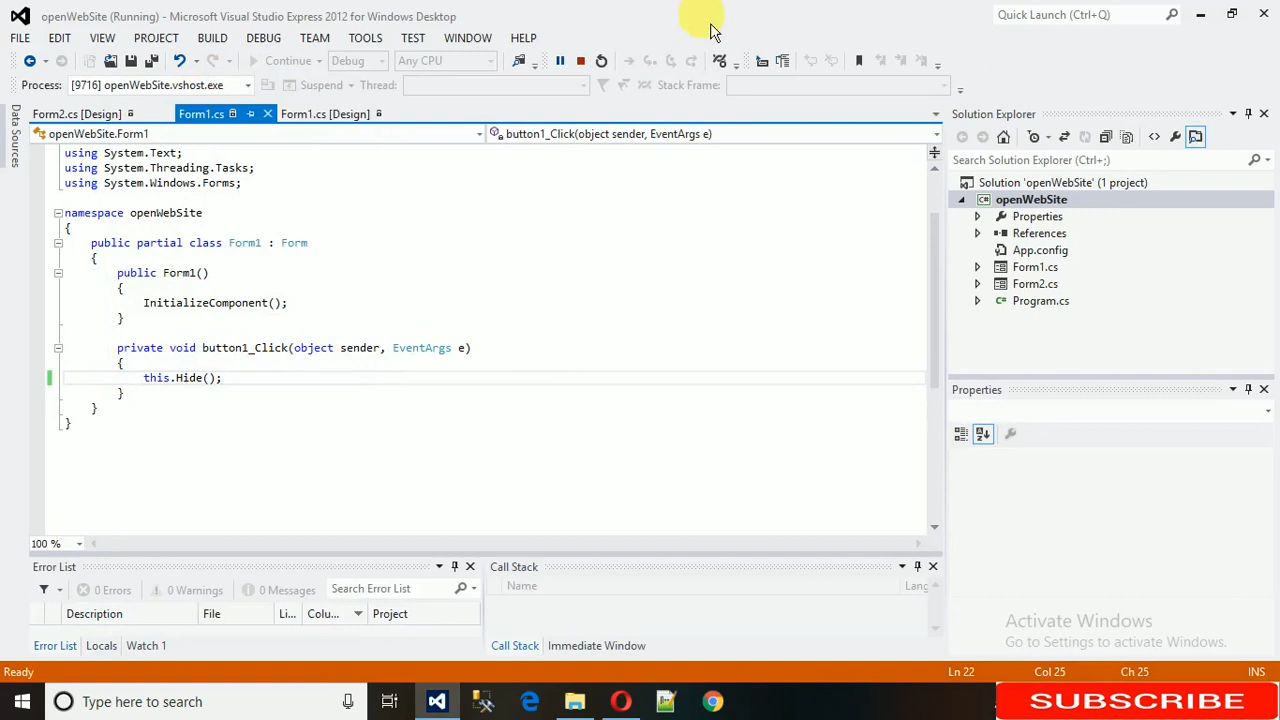 openWebSite (Running) - Microsoft Visual Studio Express 2012 for Windows Desktop
Quick Launch (Ctrl+Q)
FILE EDIT VIEW PROJECT BUILD DEBUG TEAM TOOLS TEST WINDOW HELP
Continue Debug Any CPU
Process: [9716] openWebSite.vshost.exe Suspend Thread: Stack Frame:
Data Sources
Form2.cs [Design] Form1.cs Form1.cs [Design]
openWebSite.Form1 button1_Click(object sender, EventArgs e)
using System.Text;
using System.Threading.Tasks;
using System.Windows.Forms;
namespace openWebSite
{
public partial class Form1 : Form
{
public Form1()
{
InitializeComponent();
}
private void button1_Click(object sender, EventArgs e)
{
this.Hide();
}
}
}
100 %
Solution Explorer
Search Solution Explorer (Ctrl+;)
Solution 'openWebSite' (1 project)
openWebSite
Properties
References
App.config
Form1.cs
Form2.cs
Program.cs
Properties
Error List
0 Errors 0 Warnings 0 Messages Search Error List
Description File Li... Colu... Project
Error List Locals Watch 1
Call Stack
Name Lang
Call Stack Immediate Window
Activate Windows
Go to Settings to activate Windows.
Ready Ln 22 Col 25 Ch 25 INS
Type here to search
SUBSCRIBE